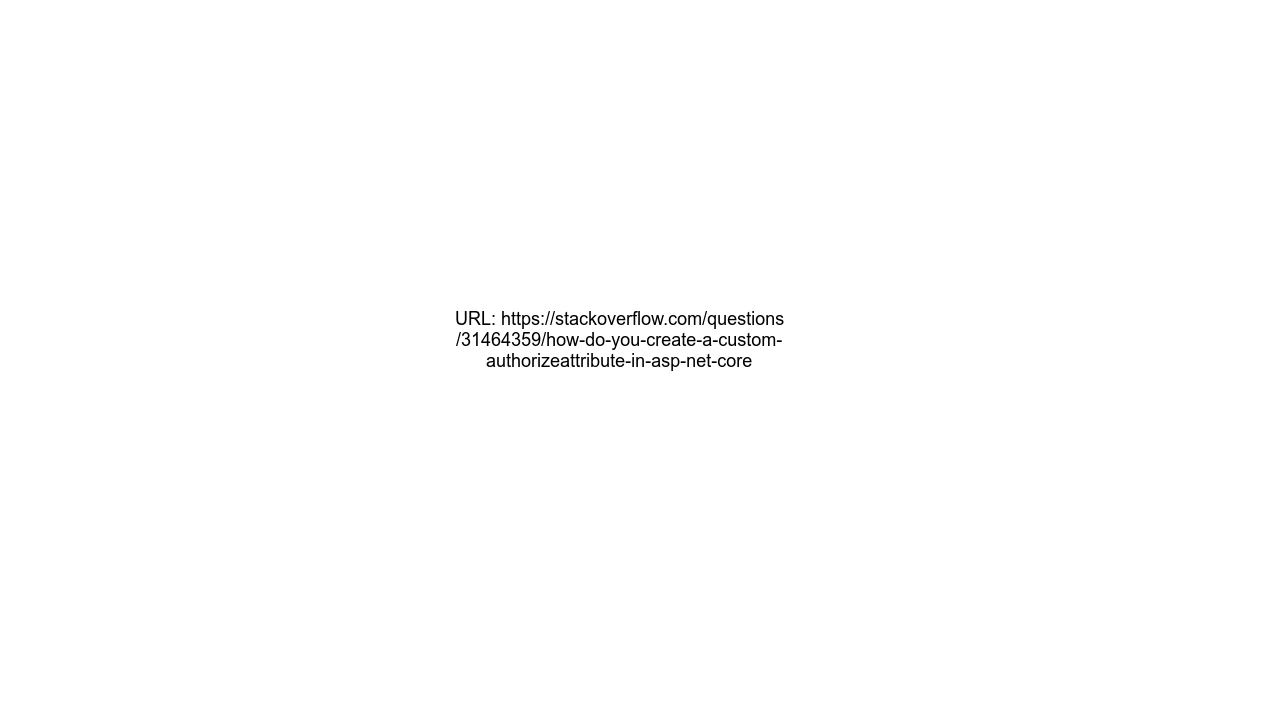 URL: https://stackoverflow.com/questions
/31464359/how-do-you-create-a-custom-
authorizeattribute-in-asp-net-core